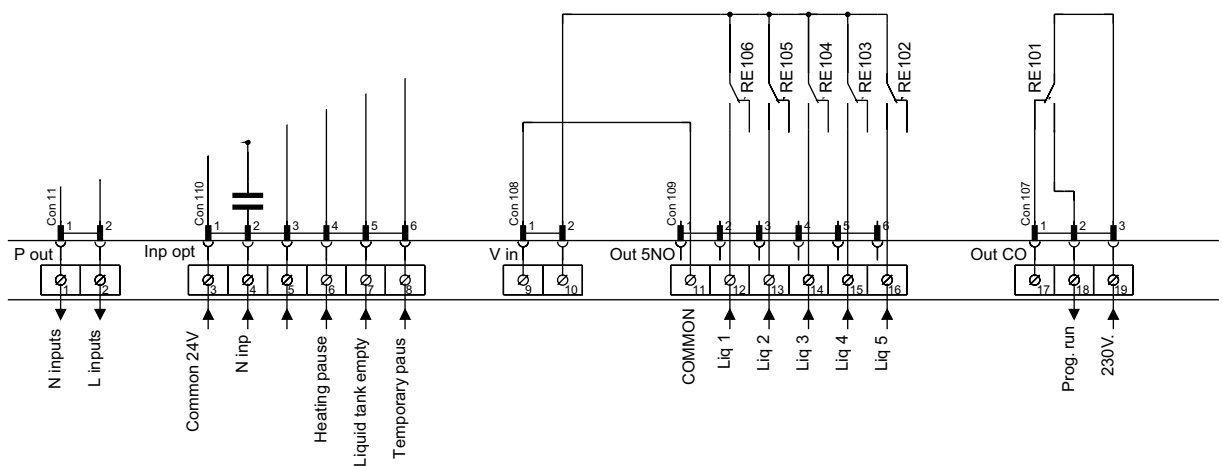 RE106
RE105
RE104
RE103
RE102
RE101
Con 11
Con 110
Con 108
Con 109
Con 107
1 2
1 2 3 4 5 6
1 2
1 2 3 4 5 6
1 2 3
P out
Inp opt
V in
Out 5NO
Out CO
1 2
3 4 5 6 7 8
9 10
11 12 13 14 15 16
17 18 19
N inputs
L inputs
Common 24V
N inp
Heating pause
Liquid tank empty
Temporary paus
COMMON
Liq 1
Liq 2
Liq 3
Liq 4
Liq 5
Prog. run
230V.